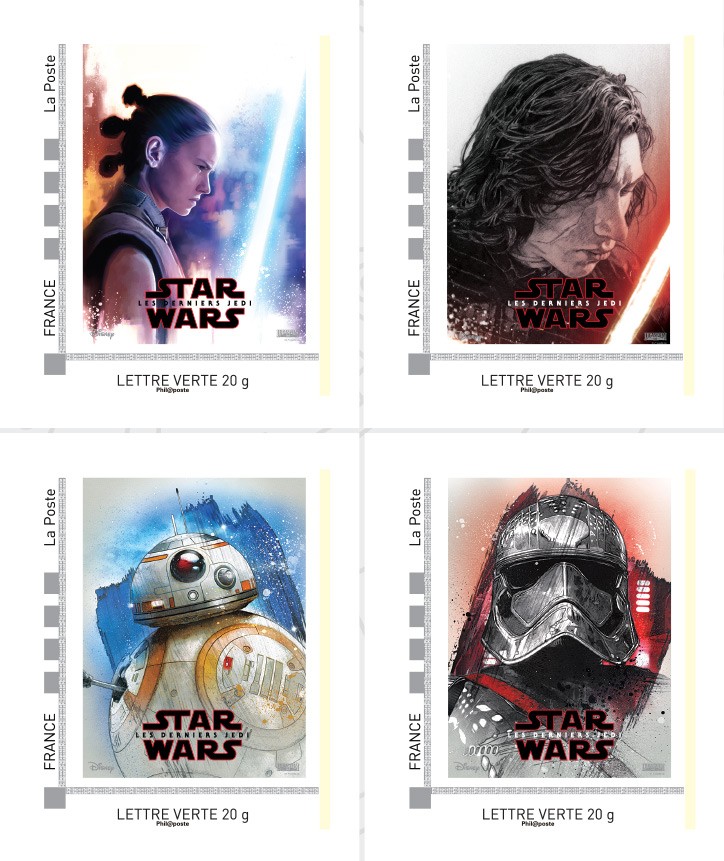 La Poste
FRANCE
STAR
LES DERNIERS JEDI
WARS
Disney
LETTRE VERTE 20 g
Phil@poste
La Poste
FRANCE
STAR
LES DERNIERS JEDI
WARS
LETTRE VERTE 20 g
Phil@poste
La Poste
FRANCE
STAR
LES DERNIERS JEDI
WARS
Disney
LETTRE VERTE 20 g
Phil@poste
La Poste
FRANCE
STAR
LES DERNIERS JEDI
WARS
Disney
LETTRE VERTE 20 g
Phil@poste